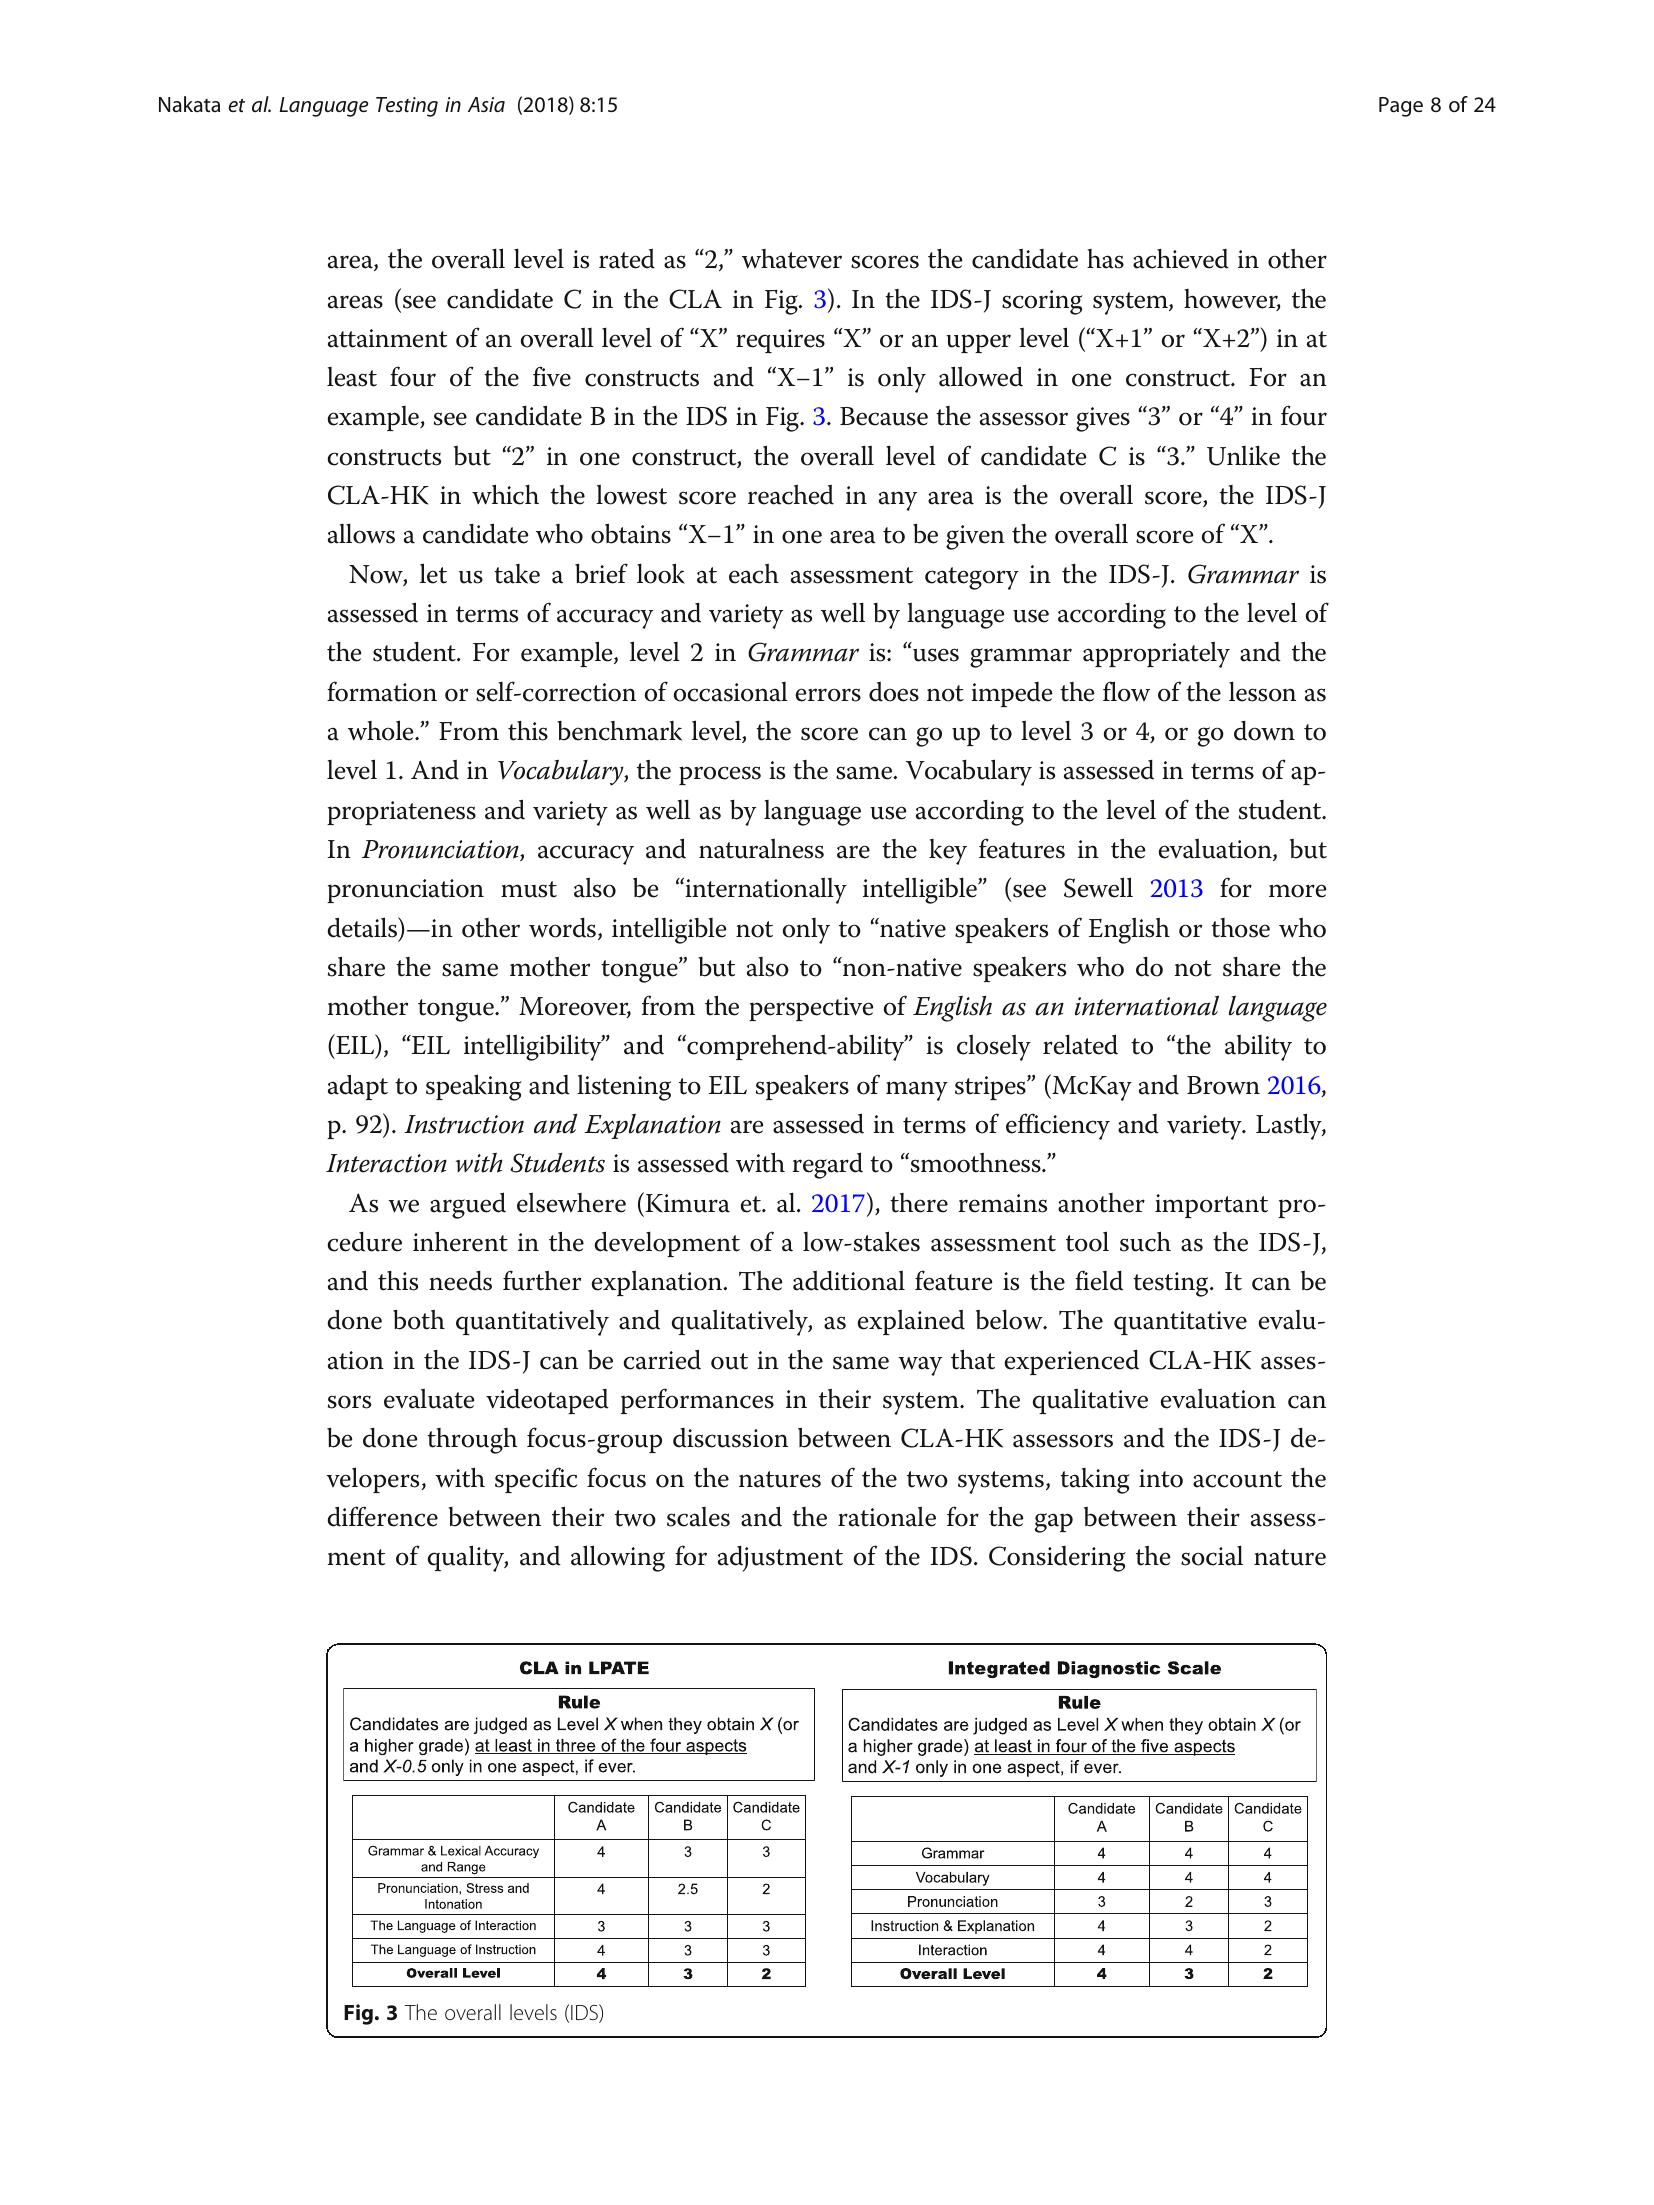 Nakata et al. Language Testing in Asia (2018) 8:15
Page 8 of 24
area, the overall level is rated as “2,” whatever scores the candidate has achieved in other
areas (see candidate C in the CLA in Fig. 3). In the IDS-J scoring system, however, the
attainment of an overall level of “X” requires “X” or an upper level (“X+1” or “X+2”) in at
least four of the five constructs and “X−1” is only allowed in one construct. For an
example, see candidate B in the IDS in Fig. 3. Because the assessor gives “3” or “4” in four
constructs but “2” in one construct, the overall level of candidate C is “3.” Unlike the
CLA-HK in which the lowest score reached in any area is the overall score, the IDS-J
allows a candidate who obtains “X−1” in one area to be given the overall score of “X”.
Now, let us take a brief look at each assessment category in the IDS-J. Grammar is
assessed in terms of accuracy and variety as well by language use according to the level of
the student. For example, level 2 in Grammar is: “uses grammar appropriately and the
formation or self-correction of occasional errors does not impede the flow of the lesson as
a whole.” From this benchmark level, the score can go up to level 3 or 4, or go down to
level 1. And in Vocabulary, the process is the same. Vocabulary is assessed in terms of ap-
propriateness and variety as well as by language use according to the level of the student.
In Pronunciation, accuracy and naturalness are the key features in the evaluation, but
pronunciation must also be “internationally intelligible” (see Sewell 2013 for more
details)—in other words, intelligible not only to “native speakers of English or those who
share the same mother tongue” but also to “non-native speakers who do not share the
mother tongue.” Moreover, from the perspective of English as an international language
(EIL), “EIL intelligibility” and “comprehend-ability” is closely related to “the ability to
adapt to speaking and listening to EIL speakers of many stripes” (McKay and Brown 2016,
p. 92). Instruction and Explanation are assessed in terms of efficiency and variety. Lastly,
Interaction with Students is assessed with regard to “smoothness.”
As we argued elsewhere (Kimura et. al. 2017), there remains another important pro-
cedure inherent in the development of a low-stakes assessment tool such as the IDS-J,
and this needs further explanation. The additional feature is the field testing. It can be
done both quantitatively and qualitatively, as explained below. The quantitative evalu-
ation in the IDS-J can be carried out in the same way that experienced CLA-HK asses-
sors evaluate videotaped performances in their system. The qualitative evaluation can
be done through focus-group discussion between CLA-HK assessors and the IDS-J de-
velopers, with specific focus on the natures of the two systems, taking into account the
difference between their two scales and the rationale for the gap between their assess-
ment of quality, and allowing for adjustment of the IDS. Considering the social nature
CLA in LPATE
Rule
Candidates are judged as Level X when they obtain X (or
a higher grade) at least in three of the four aspects
and X-0.5 only in one aspect, if ever.
Candidate A Candidate B Candidate C
Grammar & Lexical Accuracy and Range 4 3 3
Pronunciation, Stress and Intonation 4 2.5 2
The Language of Interaction 3 3 3
The Language of Instruction 4 3 3
Overall Level 4 3 2
Integrated Diagnostic Scale
Rule
Candidates are judged as Level X when they obtain X (or
a higher grade) at least in four of the five aspects
and X-1 only in one aspect, if ever.
Candidate A Candidate B Candidate C
Grammar 4 4 4
Vocabulary 4 4 4
Pronunciation 3 2 3
Instruction & Explanation 4 3 2
Interaction 4 4 2
Overall Level 4 3 2
Fig. 3 The overall levels (IDS)